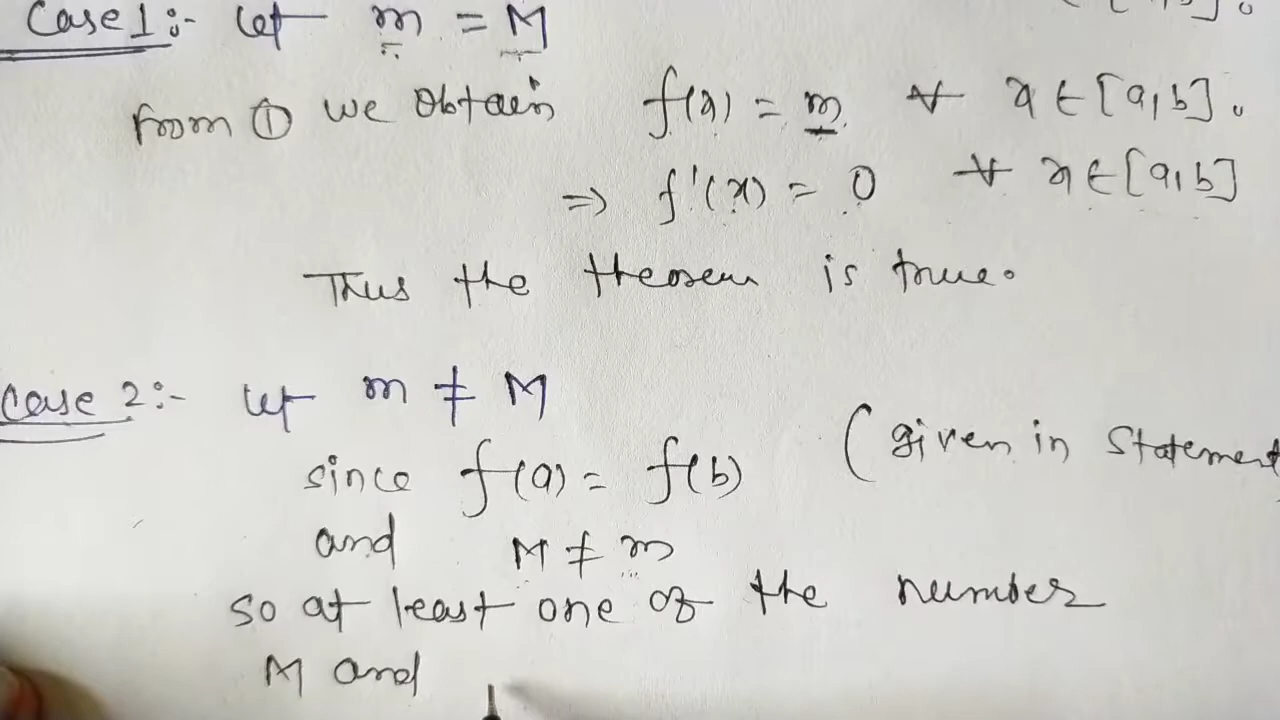 Case 1:- let m = M
from ① we obtain f(x) = m ∀ x ∈ [a,b].
⇒ f'(x) = 0 ∀ x ∈ [a,b]
Thus the theorem is true.
Case 2:- let m ≠ M
since f(a) = f(b) (given in Statement
and M ≠ m
so at least one of the number
M and